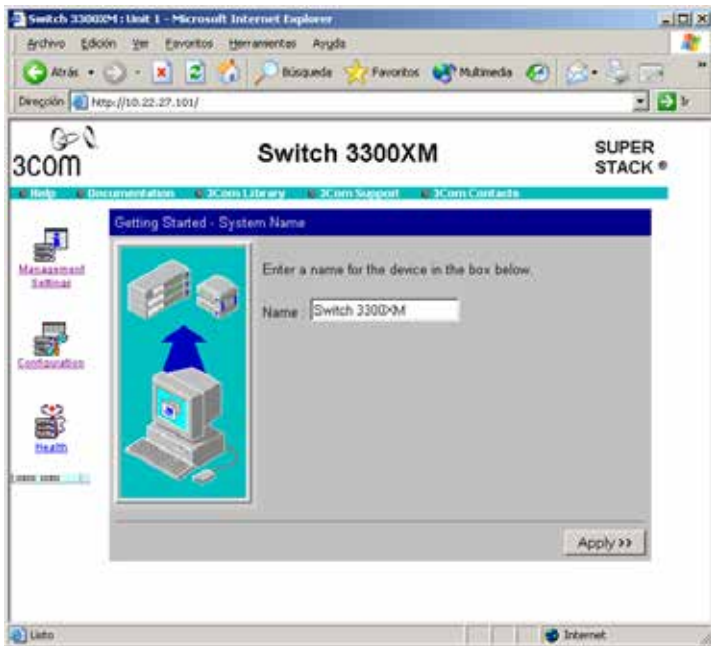 Switch 3300XM : Unit 1 - Microsoft Internet Explorer
Archivo Edición Ver Favoritos Herramientas Ayuda
Atrás Búsqueda Favoritos Multimedia
Dirección http://10.22.27.101/ Ir
3COM Switch 3300XM SUPER STACK ®
Help Documentation 3Com Library 3Com Support 3Com Contacts
Getting Started - System Name
Management Settings
Enter a name for the device in the box below.
Name Switch 3300XM
Configuration
Health
Apply >>
Listo Internet